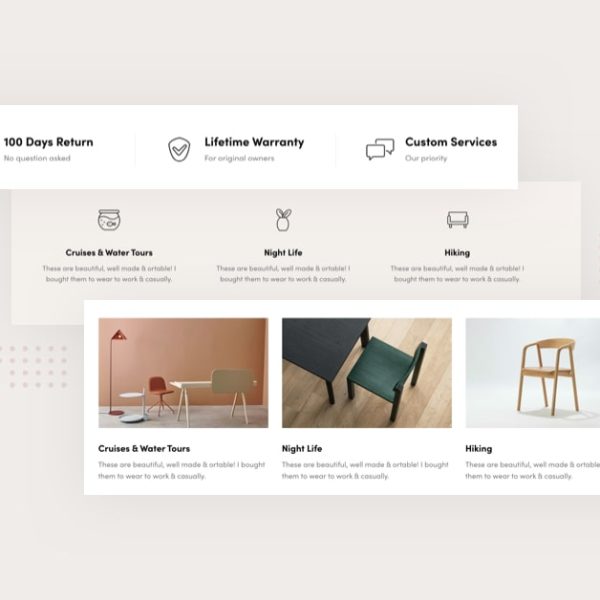 100 Days Return
No question asked
Lifetime Warranty
For original owners
Custom Services
Our priority
Cruises & Water Tours
These are beautiful, well made & ortable! I
bought them to wear to work & casually.
Night Life
These are beautiful, well made & ortable! I
bought them to wear to work & casually.
Hiking
These are beautiful, well made & ortable! I
bought them to wear to work & casually.
Cruises & Water Tours
These are beautiful, well made & ortable! I bought
them to wear to work & casually.
Night Life
These are beautiful, well made & ortable! I bought
them to wear to work & casually.
Hiking
These are beautiful, well made & ortable
them to wear to work & casually.